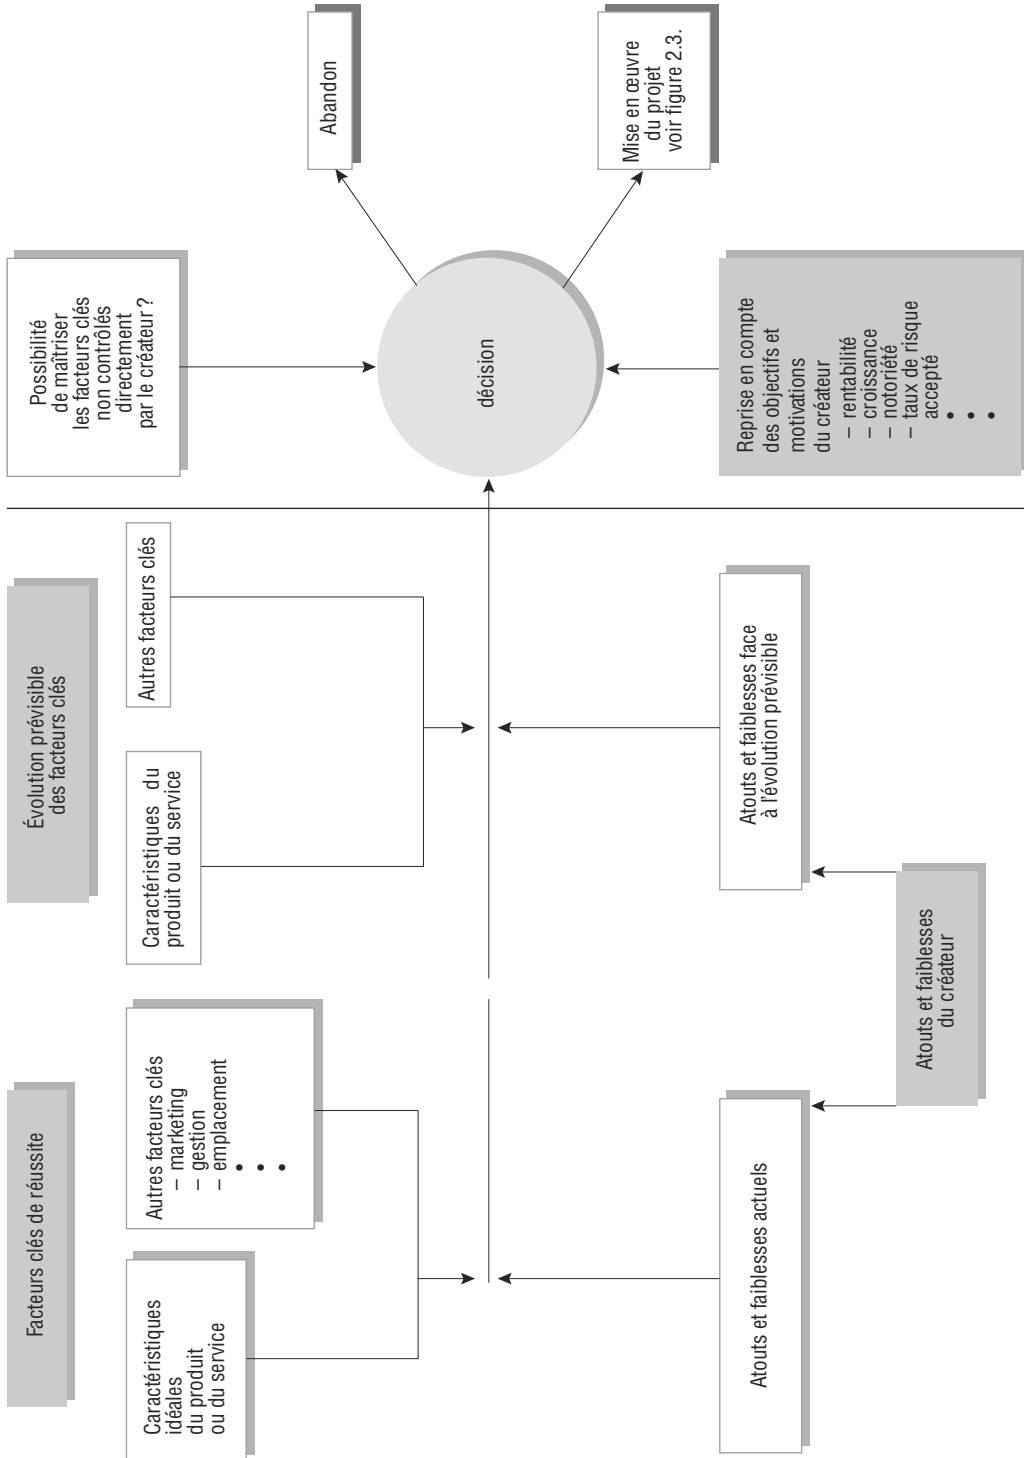 Facteurs clés de réussite
Caractéristiques
idéales
du produit
ou du service
Autres facteurs clés
– marketing
– gestion
– emplacement
•
•
•
Évolution prévisible
des facteurs clés
Caractéristiques du
produit ou du service
Autres facteurs clés
Atouts et faiblesses actuels
Atouts et faiblesses face
à l'évolution prévisible
Atouts et faiblesses
du créateur
Possibilité
de maîtriser
les facteurs clés
non contrôlés
directement
par le créateur ?
décision
Reprise en compte
des objectifs et
motivations
du créateur
– rentabilité
– croissance
– notoriété
– taux de risque
accepté
•
•
•
Abandon
Mise en œuvre
du projet
voir figure 2.3.